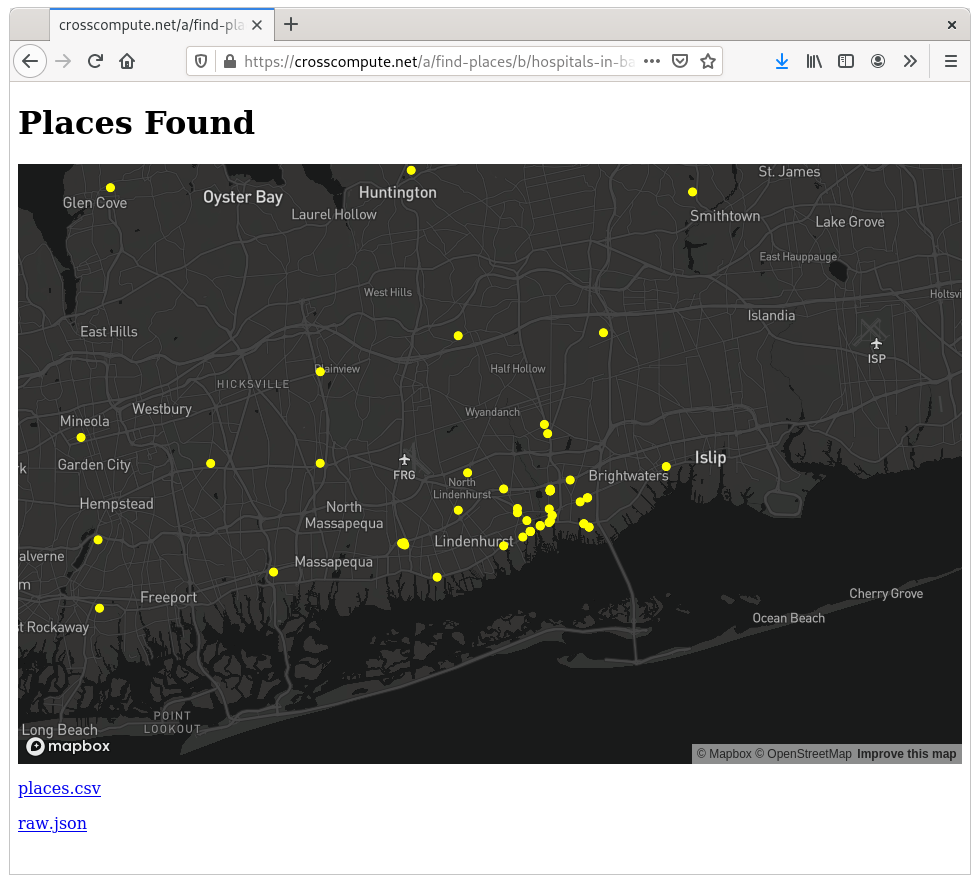 crosscompute.net/a/find-pla
https://crosscompute.net/a/find-places/b/hospitals-in-ba
Places Found
St. James
Glen Cove
Oyster Bay
Huntington
Laurel Hollow
Smithtown
Lake Grove
East Hauppauge
West Hills
Holtsvi
Islandia
East Hills
ISP
Plainview
Half Hollow
HICKSVILLE
Westbury
Wyandanch
Mineola
Islip
rk
Garden City
FRG
Brightwaters
North
Lindenhurst
Hempstead
North
Massapequa
Lindenhurst
alverne
Massapequa
m
Freeport
Cherry Grove
st Rockaway
Ocean Beach
POINT
LOOKOUT
Long Beach
mapbox
© Mapbox © OpenStreetMap Improve this map
places.csv
raw.json